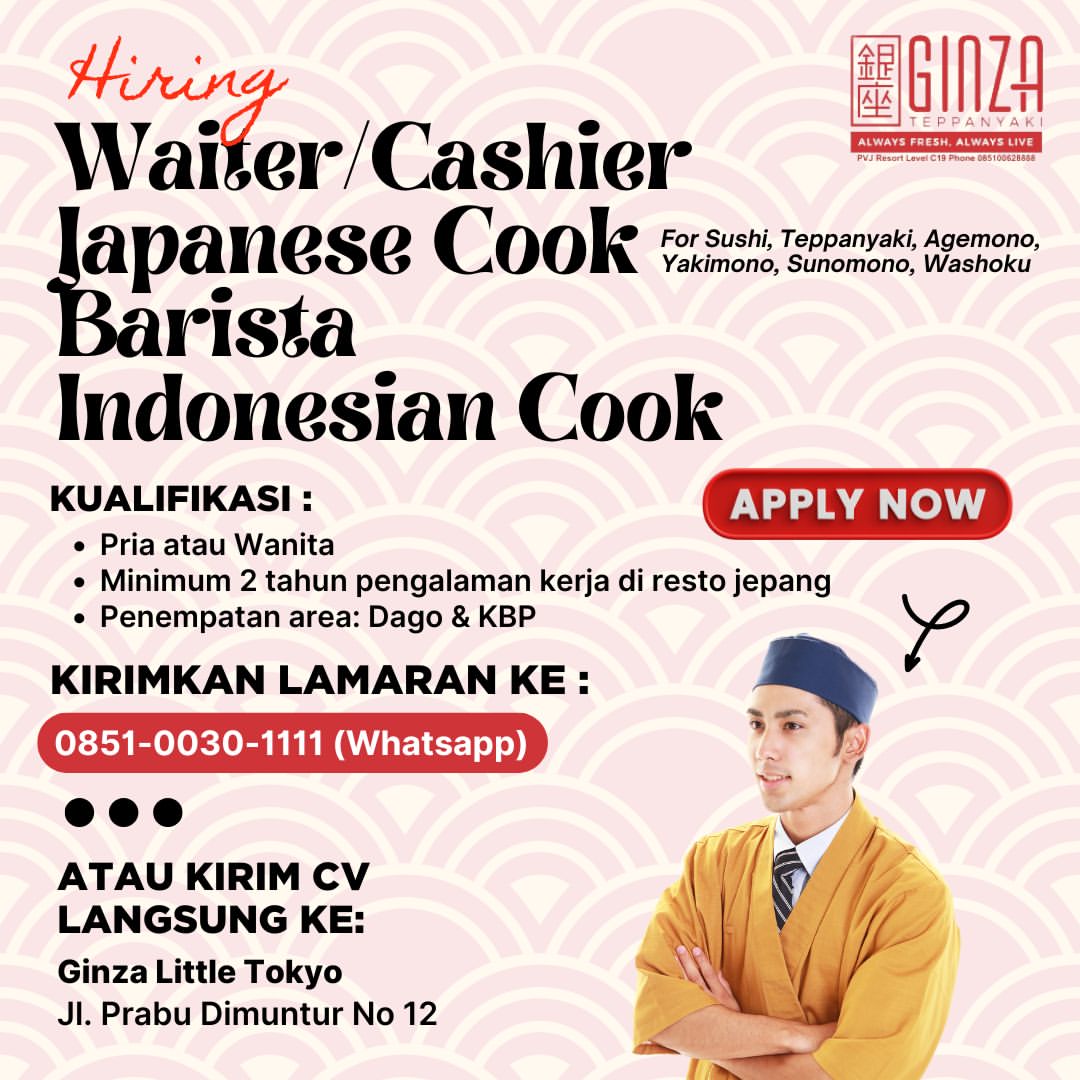 Hiring
銀座
GINZA
TEPPANYAKI
ALWAYS FRESH, ALWAYS LIVE
PVJ Resort Level C19 Phone 085100628888
Waiter/Cashier
Japanese Cook
For Sushi, Teppanyaki, Agemono,
Yakimono, Sunomono, Washoku
Barista
Indonesian Cook
KUALIFIKASI :
• Pria atau Wanita
• Minimum 2 tahun pengalaman kerja di resto jepang
• Penempatan area: Dago & KBP
APPLY NOW
KIRIMKAN LAMARAN KE :
0851-0030-1111 (Whatsapp)
ATAU KIRIM CV
LANGSUNG KE:
Ginza Little Tokyo
Jl. Prabu Dimuntur No 12